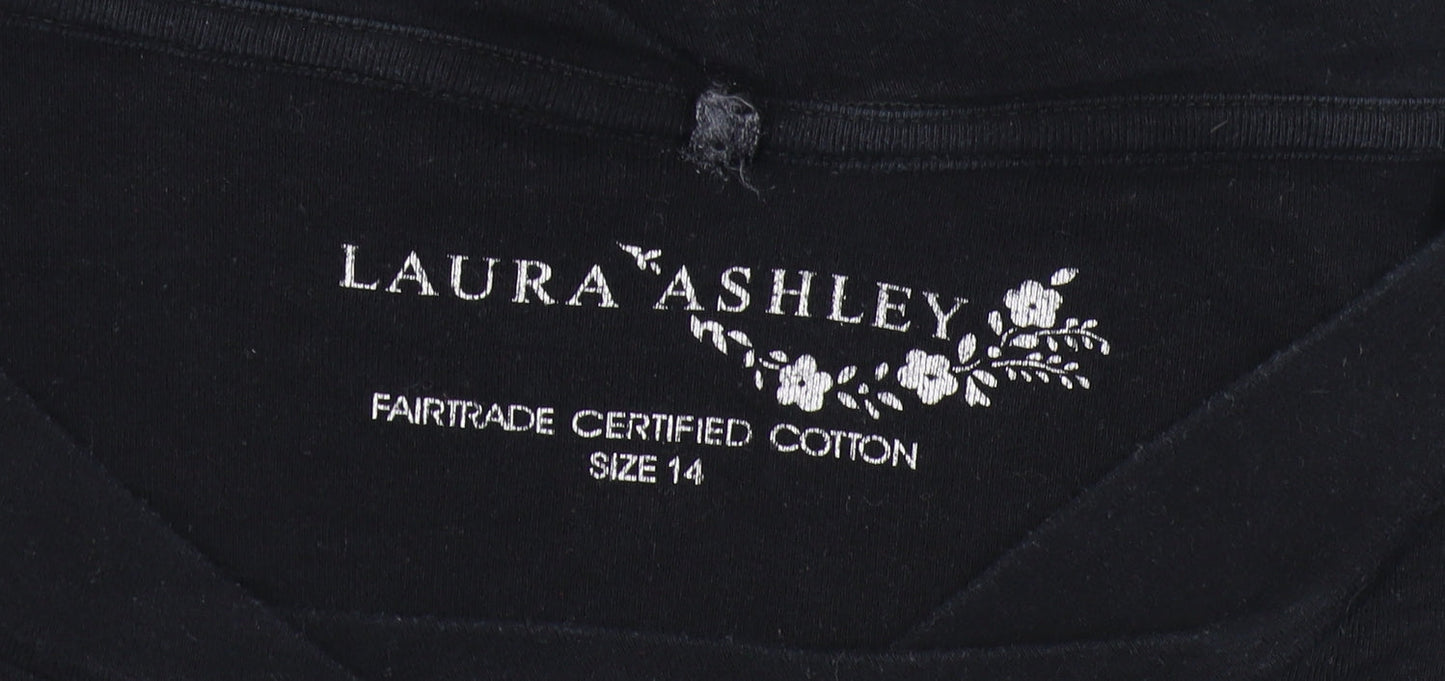 LAURA ASHLEY
FAIRTRADE CERTIFIED COTTON
SIZE 14